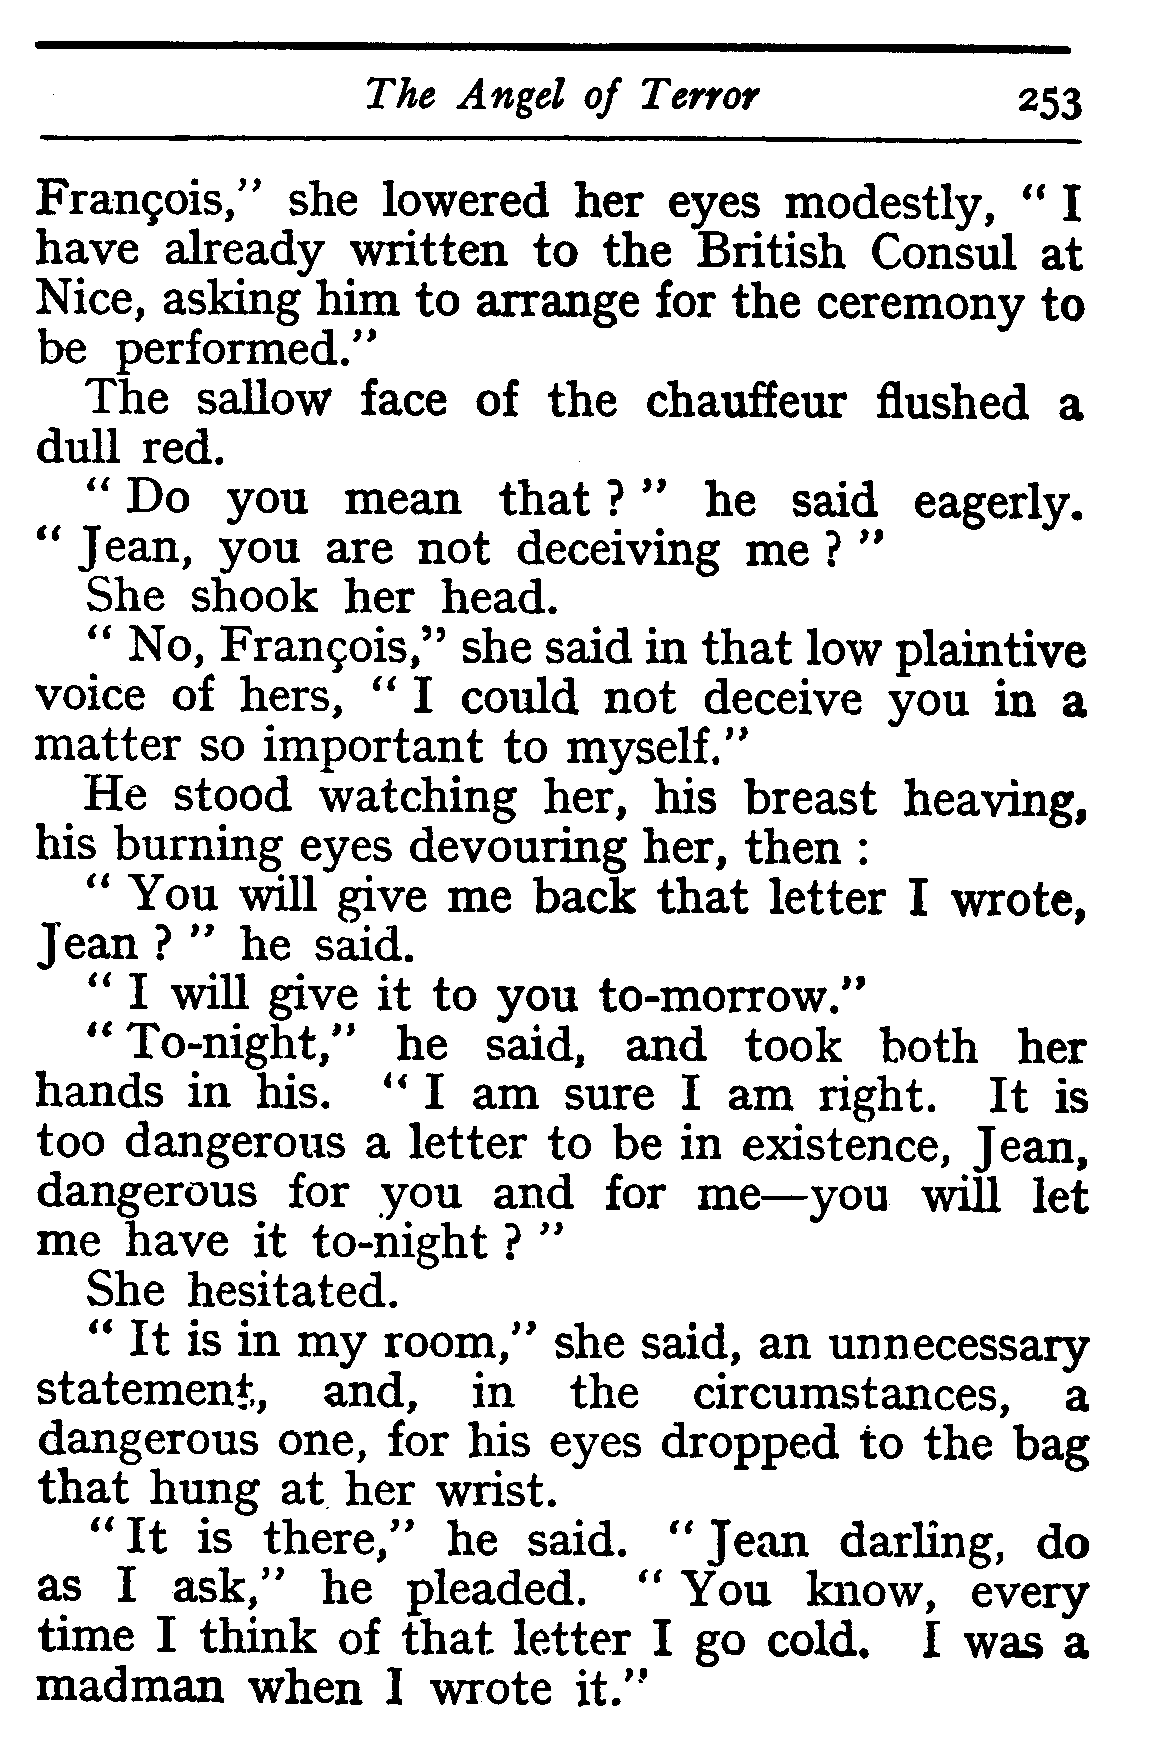 The Angel of Terror 253
François,” she lowered her eyes modestly, “ I
have already written to the British Consul at
Nice, asking him to arrange for the ceremony to
be performed.”
The sallow face of the chauffeur flushed a
dull red.
“ Do you mean that ? ” he said eagerly.
“ Jean, you are not deceiving me ? ”
She shook her head.
“ No, François,” she said in that low plaintive
voice of hers, “ I could not deceive you in a
matter so important to myself.”
He stood watching her, his breast heaving,
his burning eyes devouring her, then :
“ You will give me back that letter I wrote,
Jean ? ” he said.
“ I will give it to you to-morrow.”
“ To-night,” he said, and took both her
hands in his. “ I am sure I am right. It is
too dangerous a letter to be in existence, Jean,
dangerous for you and for me—you will let
me have it to-night ? ”
She hesitated.
“ It is in my room,” she said, an unnecessary
statement, and, in the circumstances, a
dangerous one, for his eyes dropped to the bag
that hung at her wrist.
“ It is there,” he said. “ Jean darling, do
as I ask,” he pleaded. “ You know, every
time I think of that letter I go cold. I was a
madman when I wrote it.”